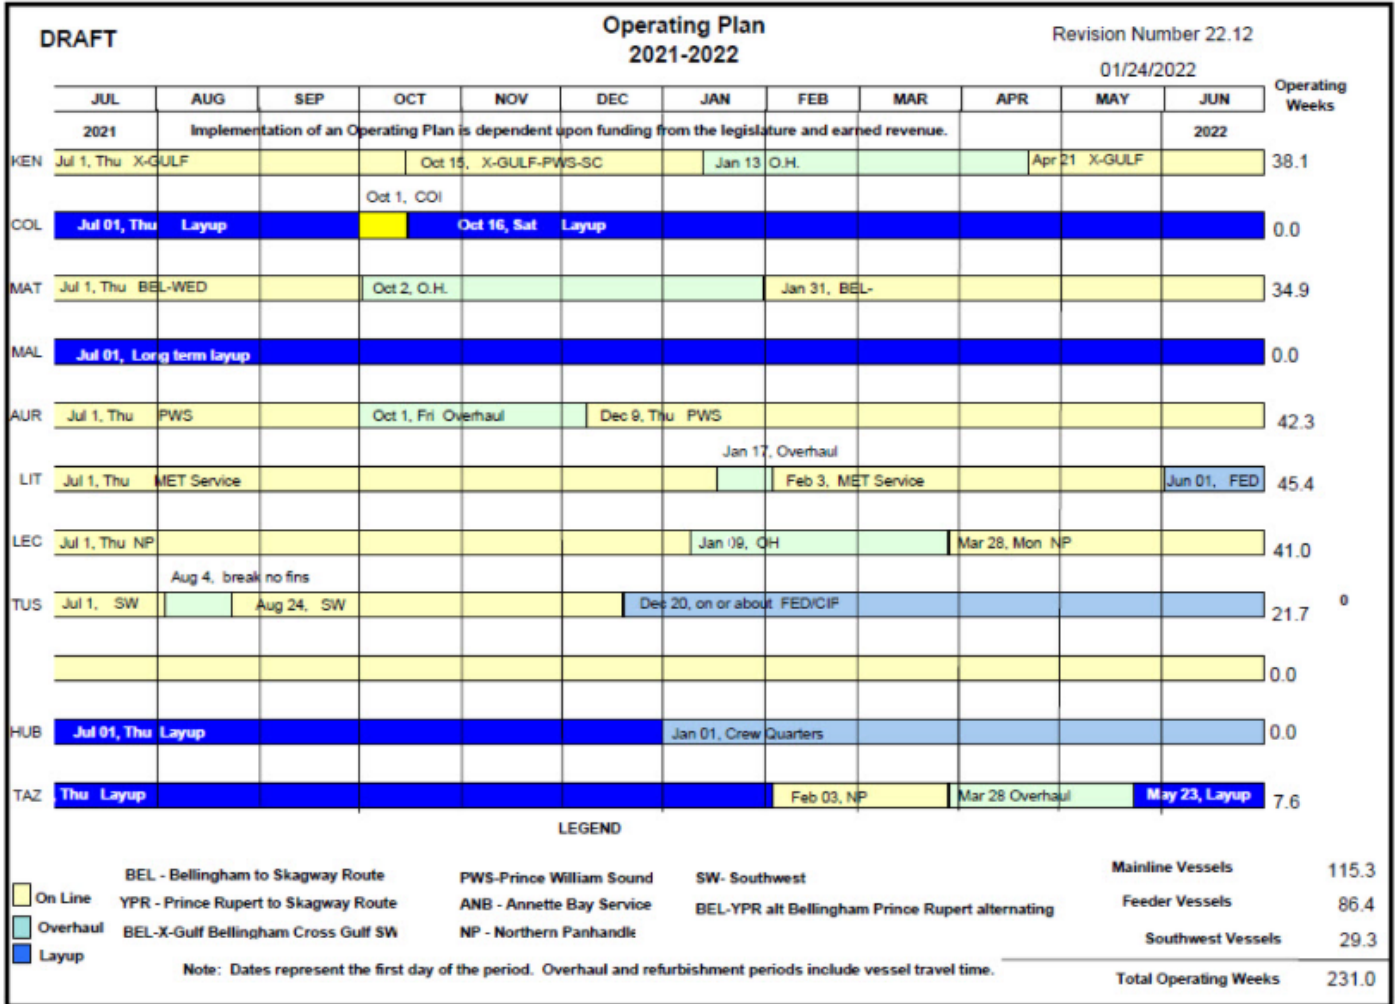 DRAFT
Operating Plan
2021-2022
Revision Number 22.12
01/24/2022
Operating
Weeks
JUL AUG SEP OCT NOV DEC JAN FEB MAR APR MAY JUN
2021 Implementation of an Operating Plan is dependent upon funding from the legislature and earned revenue. 2022
KEN Jul 1, Thu X-GULF Oct 15, X-GULF-PWS-SC Jan 13 O.H. Apr 21 X-GULF 38.1
Oct 1, COI
COL Jul 01, Thu Layup Oct 16, Sat Layup 0.0
MAT Jul 1, Thu BEL-WED Oct 2, O.H. Jan 31, BEL- 34.9
MAL Jul 01, Long term layup 0.0
AUR Jul 1, Thu PWS Oct 1, Fri Overhaul Dec 9, Thu PWS 42.3
Jan 17, Overhaul
LIT Jul 1, Thu MET Service Feb 3, MET Service Jun 01, FED 45.4
LEC Jul 1, Thu NP Jan 09, OH Mar 28, Mon NP 41.0
Aug 4, break no fins
TUS Jul 1, SW Aug 24, SW Dec 20, on or about FED/CIF 21.7 0
0.0
HUB Jul 01, Thu Layup Jan 01, Crew Quarters 0.0
TAZ , Thu Layup Feb 03, NP Mar 28 Overhaul May 23, Layup 7.6
LEGEND
On Line
Overhaul
Layup
BEL - Bellingham to Skagway Route
YPR - Prince Rupert to Skagway Route
BEL-X-Gulf Bellingham Cross Gulf SW
PWS-Prince William Sound
ANB - Annette Bay Service
NP - Northern Panhandle
SW- Southwest
BEL-YPR alt Bellingham Prince Rupert alternating
Mainline Vessels 115.3
Feeder Vessels 86.4
Southwest Vessels 29.3
Total Operating Weeks 231.0
Note: Dates represent the first day of the period. Overhaul and refurbishment periods include vessel travel time.